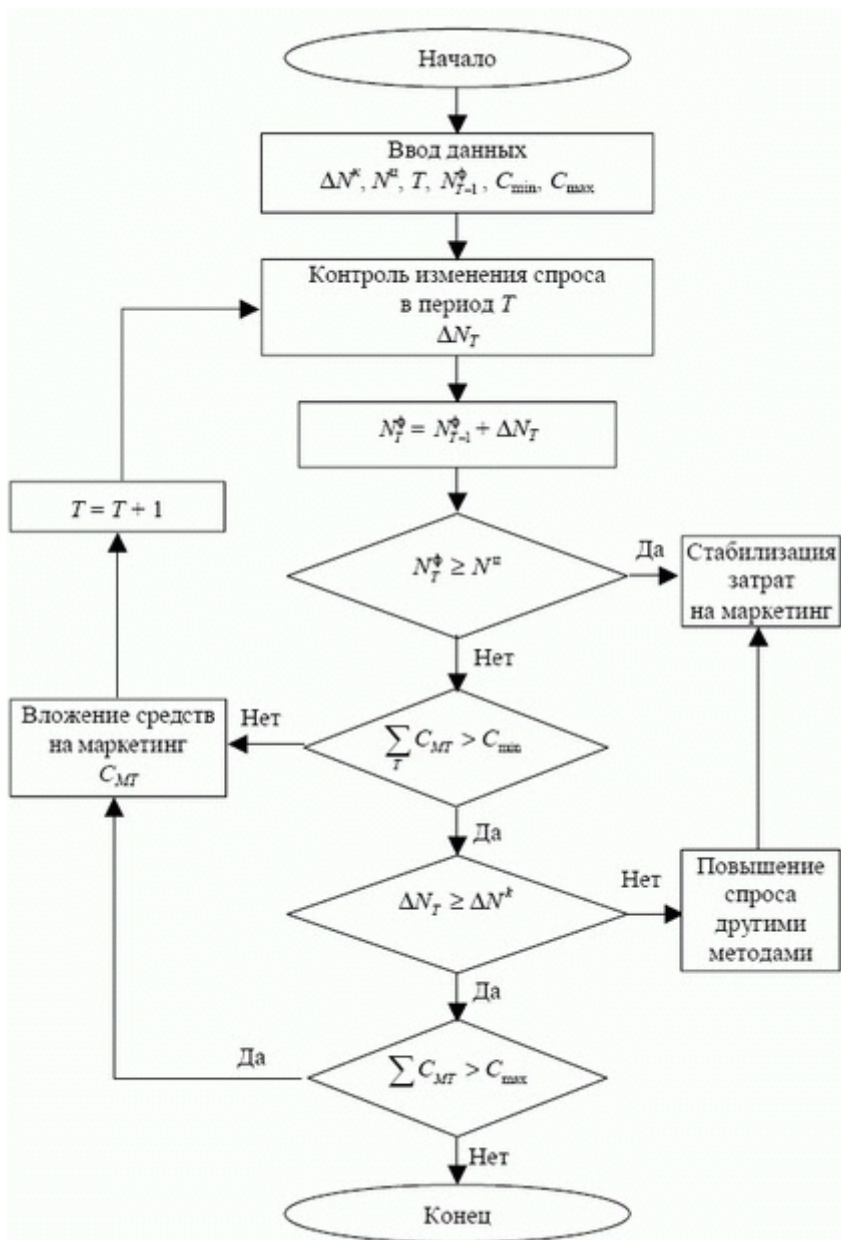 Начало
Ввод данных
ΔNᴷ, Nᶥ, T, N^ф_{T–1}, C_min, C_max
Контроль изменения спроса
в период T
ΔN_T
N^ф_T = N^ф_{T–1} + ΔN_T
T = T + 1
Да
Стабилизация
затрат
на маркетинг
Нет
Вложение средств
на маркетинг
C_{MT}
Нет
∑_T C_{MT} > C_min
Да
ΔN_T ≥ ΔN^k
Нет
Повышение
спроса
другими
методами
Да
Да
∑ C_{MT} > C_max
Нет
Конец